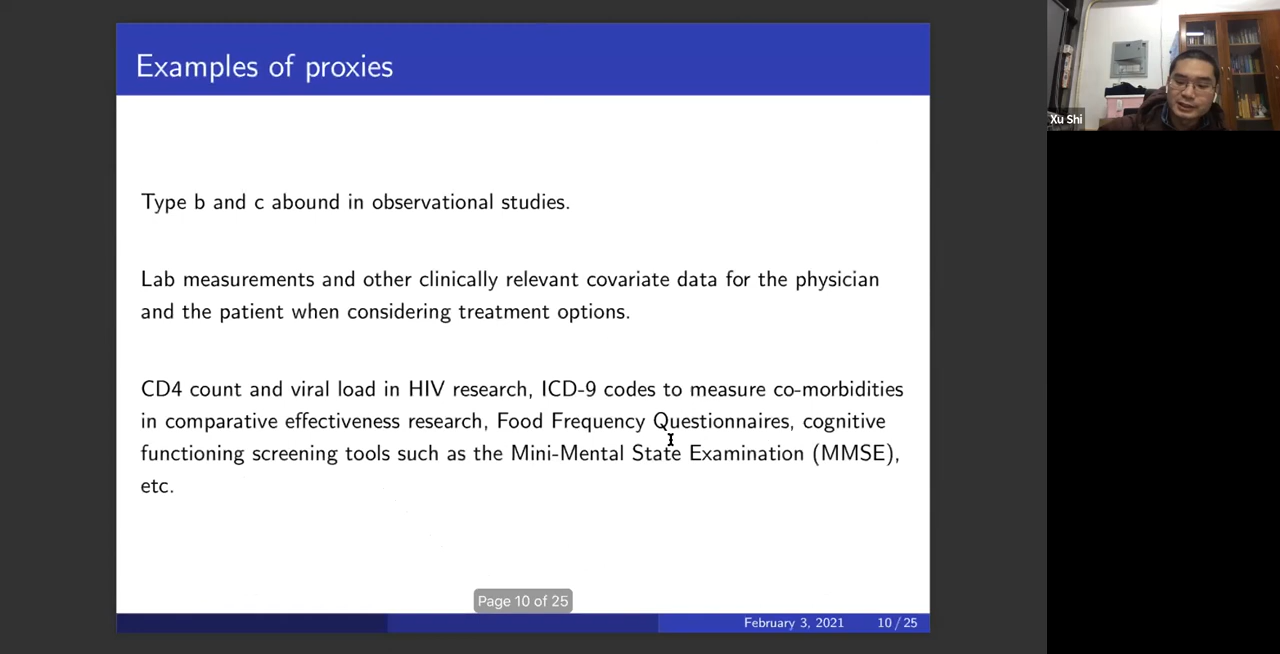 Examples of proxies
Type b and c abound in observational studies.
Lab measurements and other clinically relevant covariate data for the physician
and the patient when considering treatment options.
CD4 count and viral load in HIV research, ICD-9 codes to measure co-morbidities
in comparative effectiveness research, Food Frequency Questionnaires, cognitive
functioning screening tools such as the Mini-Mental State Examination (MMSE),
etc.
Page 10 of 25
February 3, 2021 10 / 25
Xu Shi